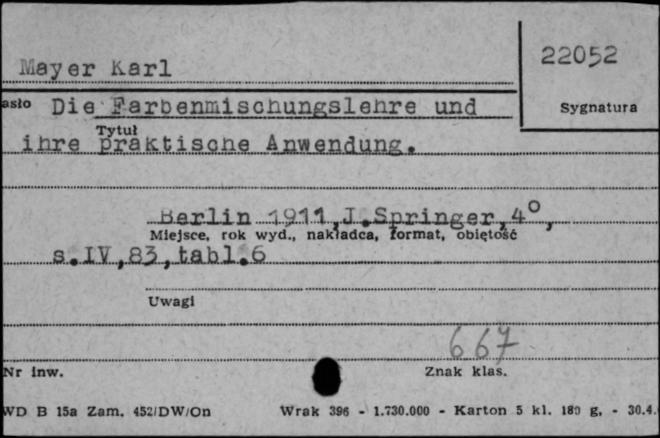 22052
Mayer Karl
asło Die Farbenmischungslehre und
Sygnatura
Tytuł
ihre praktische Anwendung.
Berlin 1911,J.Springer,4°,
Miejsce, rok wyd., nakładca, format, obiętość
s.IV,83,tabl.6
Uwagi
667
Nr inw.
Znak klas.
WD B 15a Zam. 452/DW/On Wrak 396 - 1.730.000 - Karton 5 kl. 180 g, - 30.4.